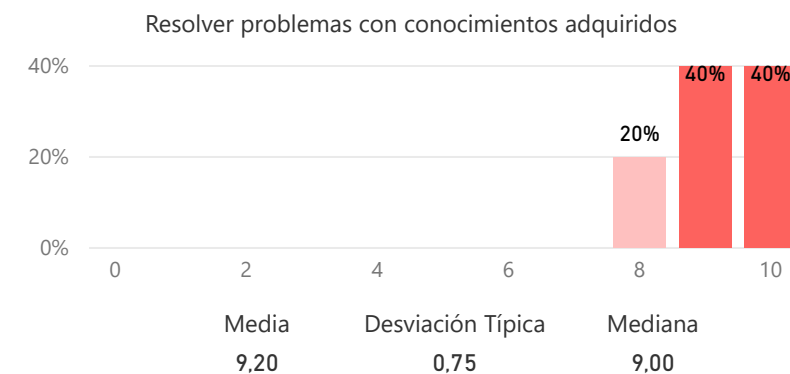 Resolver problemas con conocimientos adquiridos
40%
40% 40%
20%
20%
0%
0 2 4 6 8 10
Media Desviación Típica Mediana
9,20 0,75 9,00